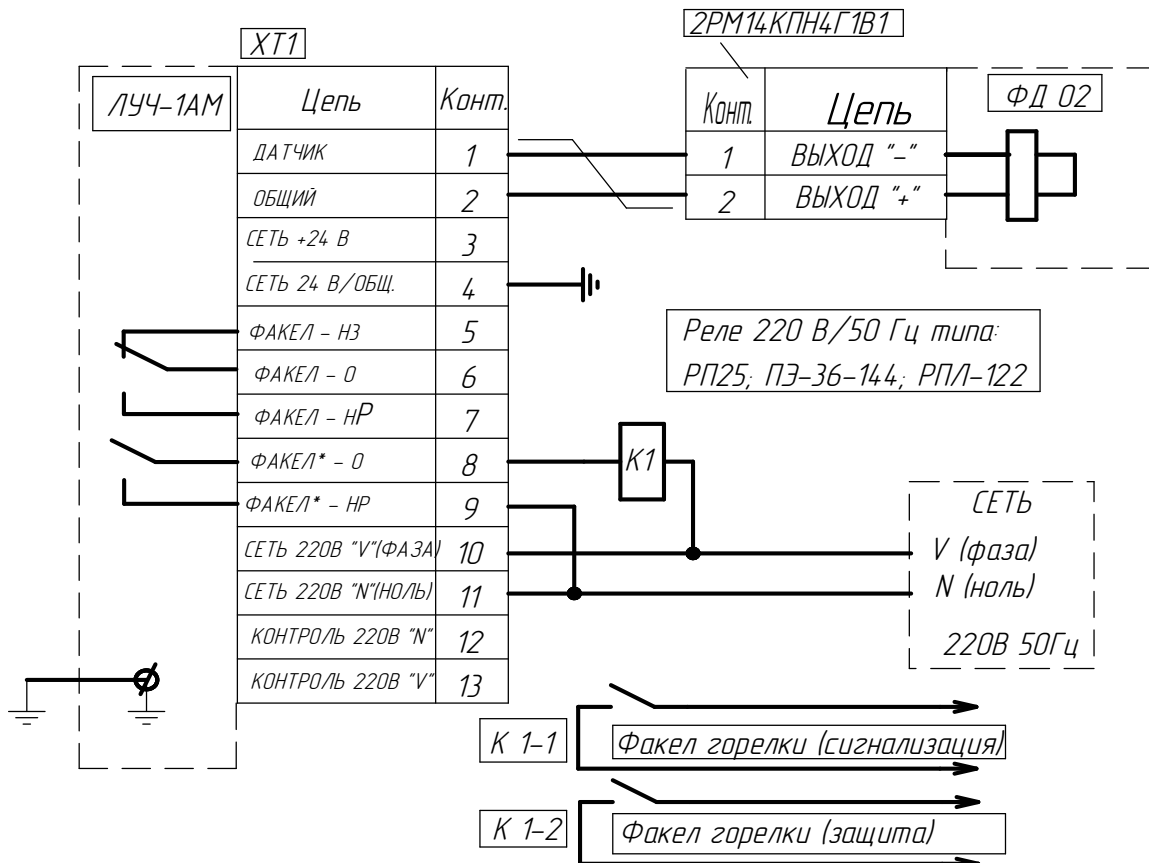 2РМ14КПН4Г1В1
ХТ1
ЛУЧ-1АМ
Цепь Конт.
ДАТЧИК 1
ОБЩИЙ 2
СЕТЬ +24 В 3
СЕТЬ 24 В/ОБЩ. 4
ФАКЕЛ - НЗ 5
ФАКЕЛ - О 6
ФАКЕЛ - НР 7
ФАКЕЛ* - О 8
ФАКЕЛ* - НР 9
СЕТЬ 220В "V"(ФАЗА) 10
СЕТЬ 220В "N"(НОЛЬ) 11
КОНТРОЛЬ 220В "N" 12
КОНТРОЛЬ 220В "V" 13
Конт. Цепь
1 ВЫХОД "-"
2 ВЫХОД "+"
ФД 02
Реле 220 В/50 Гц типа:
РП25; ПЭ-36-144; РПЛ-122
К1
СЕТЬ
V (фаза)
N (ноль)
220В 50Гц
К 1-1
Факел горелки (сигнализация)
К 1-2
Факел горелки (защита)